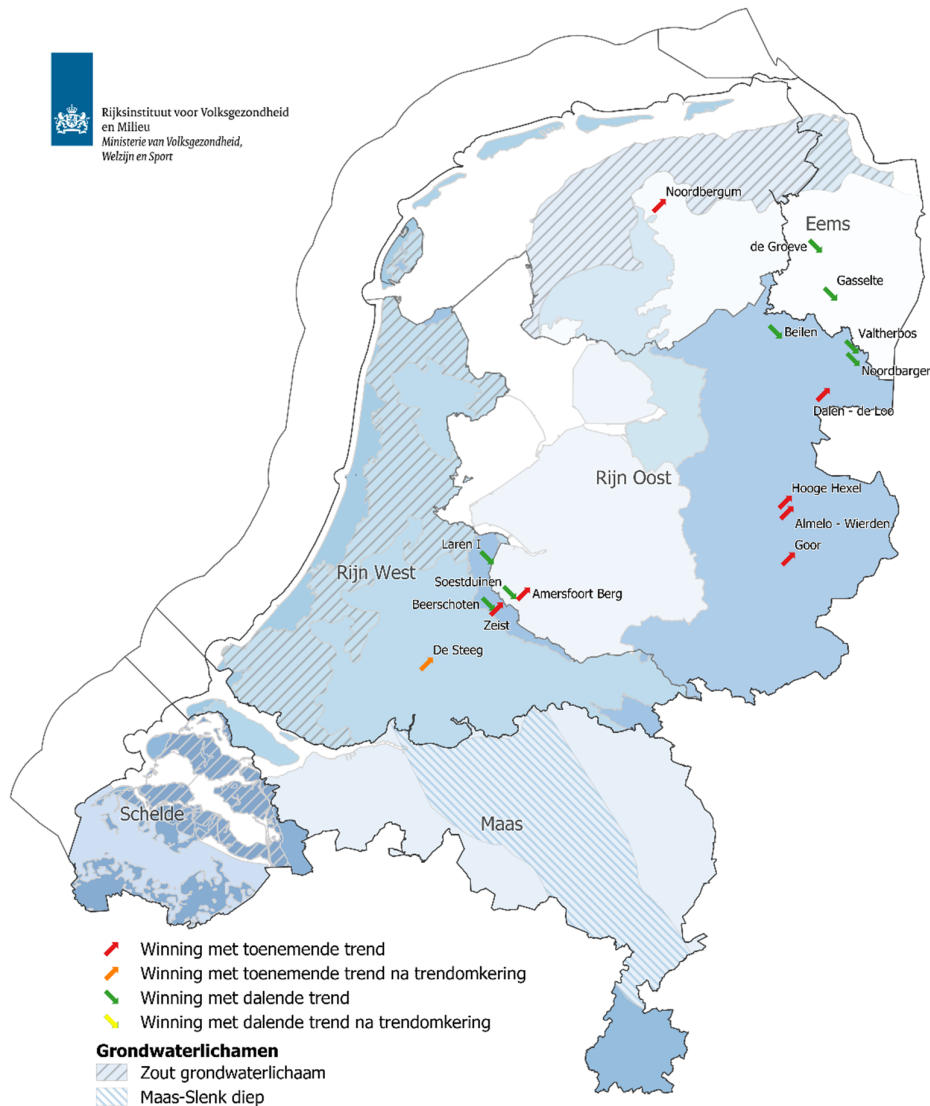 Rijksinstituut voor Volksgezondheid
en Milieu
Ministerie van Volksgezondheid,
Welzijn en Sport
Noordbergum
Eems
de Groeve
Gasselte
Beilen
Valtherbos
Noordbarger
Dalen - de Loo
Rijn Oost
Hooge Hexel
Almelo - Wierden
Goor
Laren I
Rijn West
Soestduinen
Amersfoort Berg
Beerschoten
Zeist
De Steeg
Schelde
Maas
Winning met toenemende trend
Winning met toenemende trend na trendomkering
Winning met dalende trend
Winning met dalende trend na trendomkering
Grondwaterlichamen
Zout grondwaterlichaam
Maas-Slenk diep